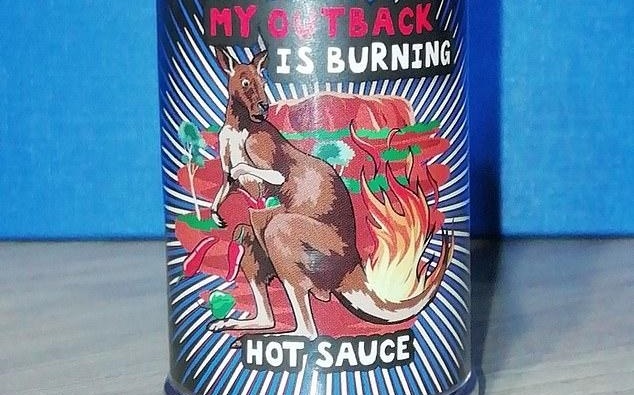 MY OUTBACK
IS BURNING
HOT SAUCE